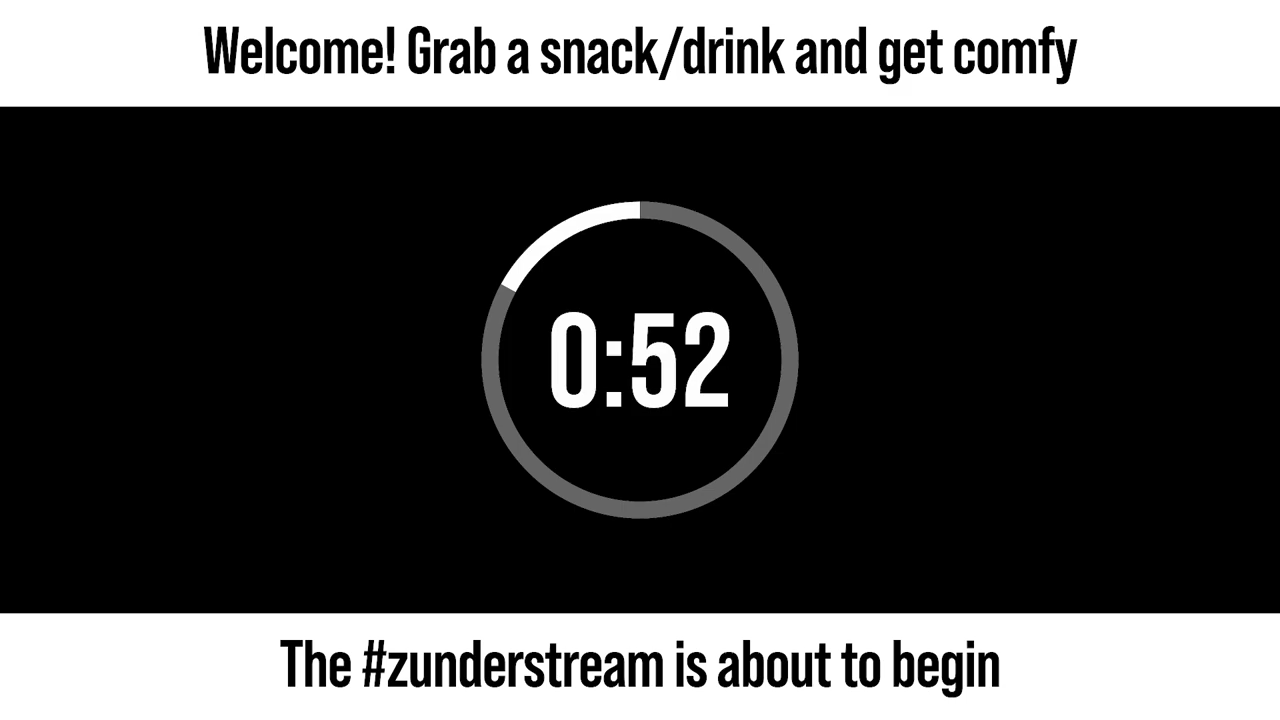 Welcome! Grab a snack/drink and get comfy
0:52
The #zunderstream is about to begin